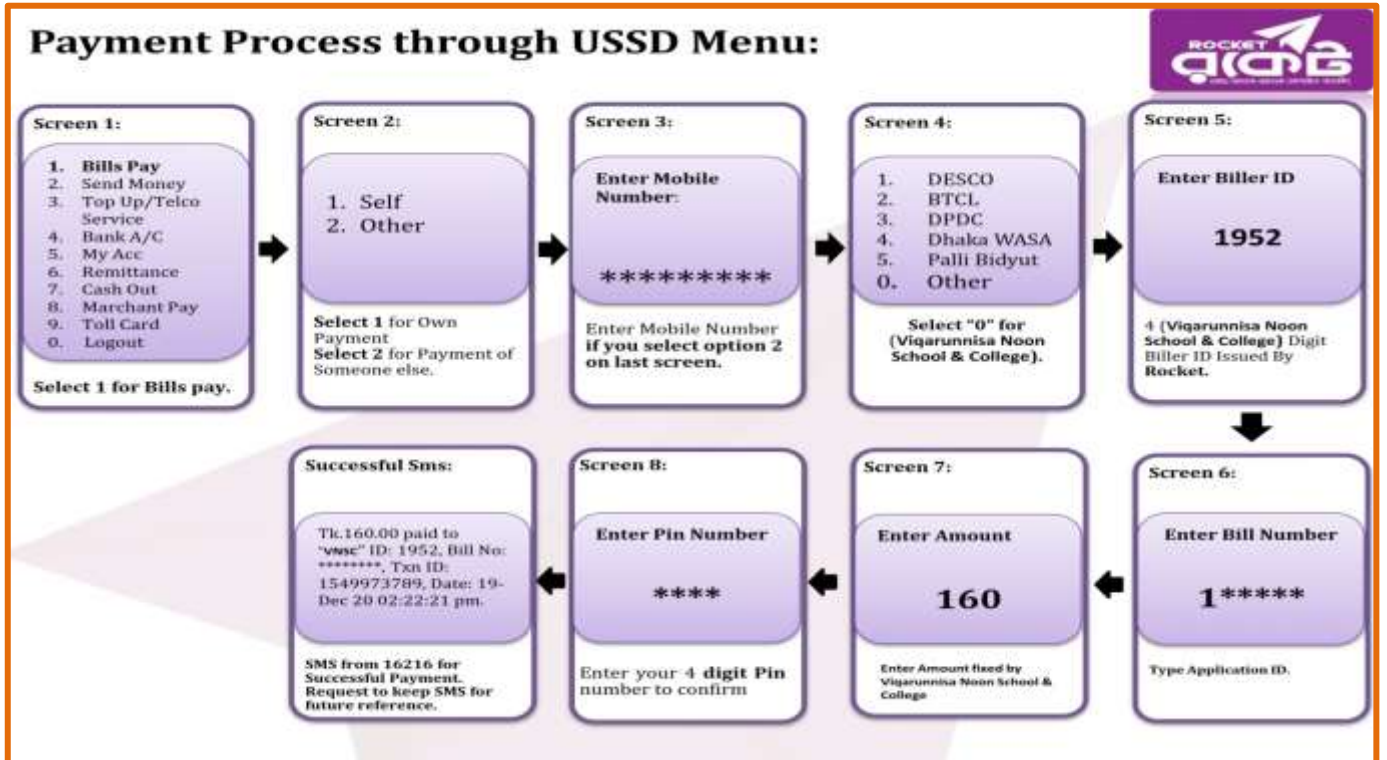 Payment Process through USSD Menu:
ROCKET
রকেট
Screen 1:
1. Bills Pay
2. Send Money
3. Top Up/Telco
Service
4. Bank A/C
5. My Acc
6. Remittance
7. Cash Out
8. Marchant Pay
9. Toll Card
0. Logout
Select 1 for Bills pay.
Screen 2:
1. Self
2. Other
Select 1 for Own
Payment
Select 2 for Payment of
Someone else.
Screen 3:
Enter Mobile
Number:
*********
Enter Mobile Number
if you select option 2
on last screen.
Screen 4:
1. DESCO
2. BTCL
3. DPDC
4. Dhaka WASA
5. Palli Bidyut
0. Other
Select "0" for
(Viqarunnisa Noon
School & College).
Screen 5:
Enter Biller ID
1952
4 (Viqarunnisa Noon
School & College) Digit
Biller ID Issued By
Rocket.
Screen 6:
Enter Bill Number
1*****
Type Application ID.
Screen 7:
Enter Amount
160
Enter Amount fixed by
Viqarunnisa Noon School &
College
Screen 8:
Enter Pin Number
****
Enter your 4 digit Pin
number to confirm
Successful Sms:
Tk.160.00 paid to
"VNSC" ID: 1952, Bill No:
********, Txn ID:
1549973789, Date: 19-
Dec 20 02:22:21 pm.
SMS from 16216 for
Successful Payment.
Request to keep SMS for
future reference.